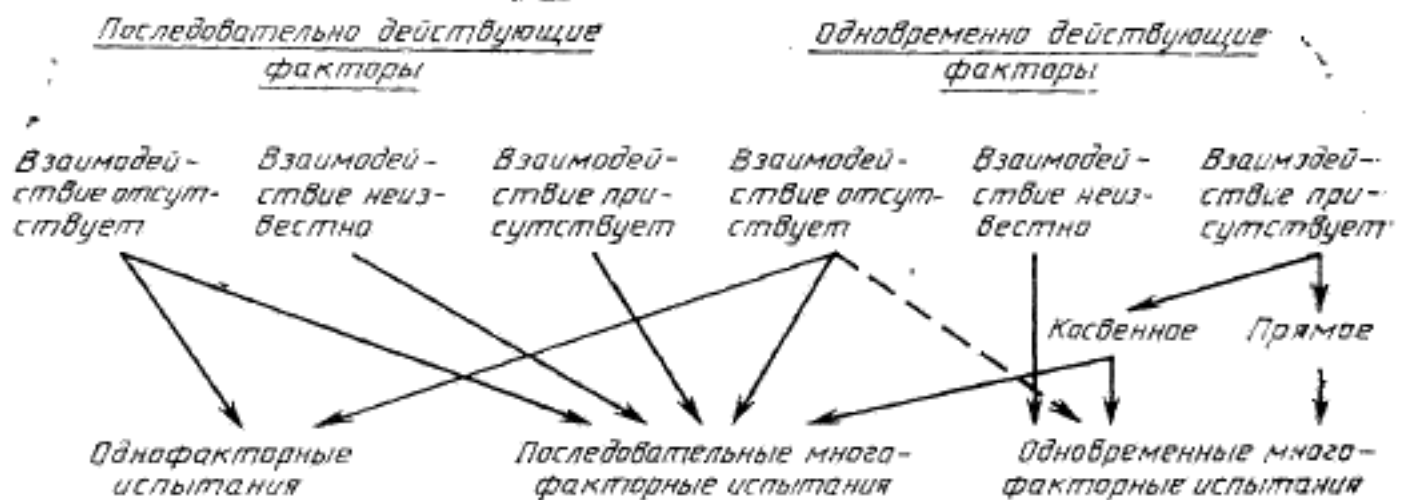 Последовательно действующие
факторы
Одновременно действующие
факторы
Взаимодей-
ствие отсут-
ствует
Взаимодей-
ствие неиз-
вестно
Взаимодей-
ствие при-
сутствует
Взаимодей-
ствие отсут-
ствует
Взаимодей-
ствие неиз-
вестно
Взаимодей-
ствие при-
сутствует
Косвенное
Прямое
Однофакторные
испытания
Последовательные много-
факторные испытания
Одновременные много-
факторные испытания